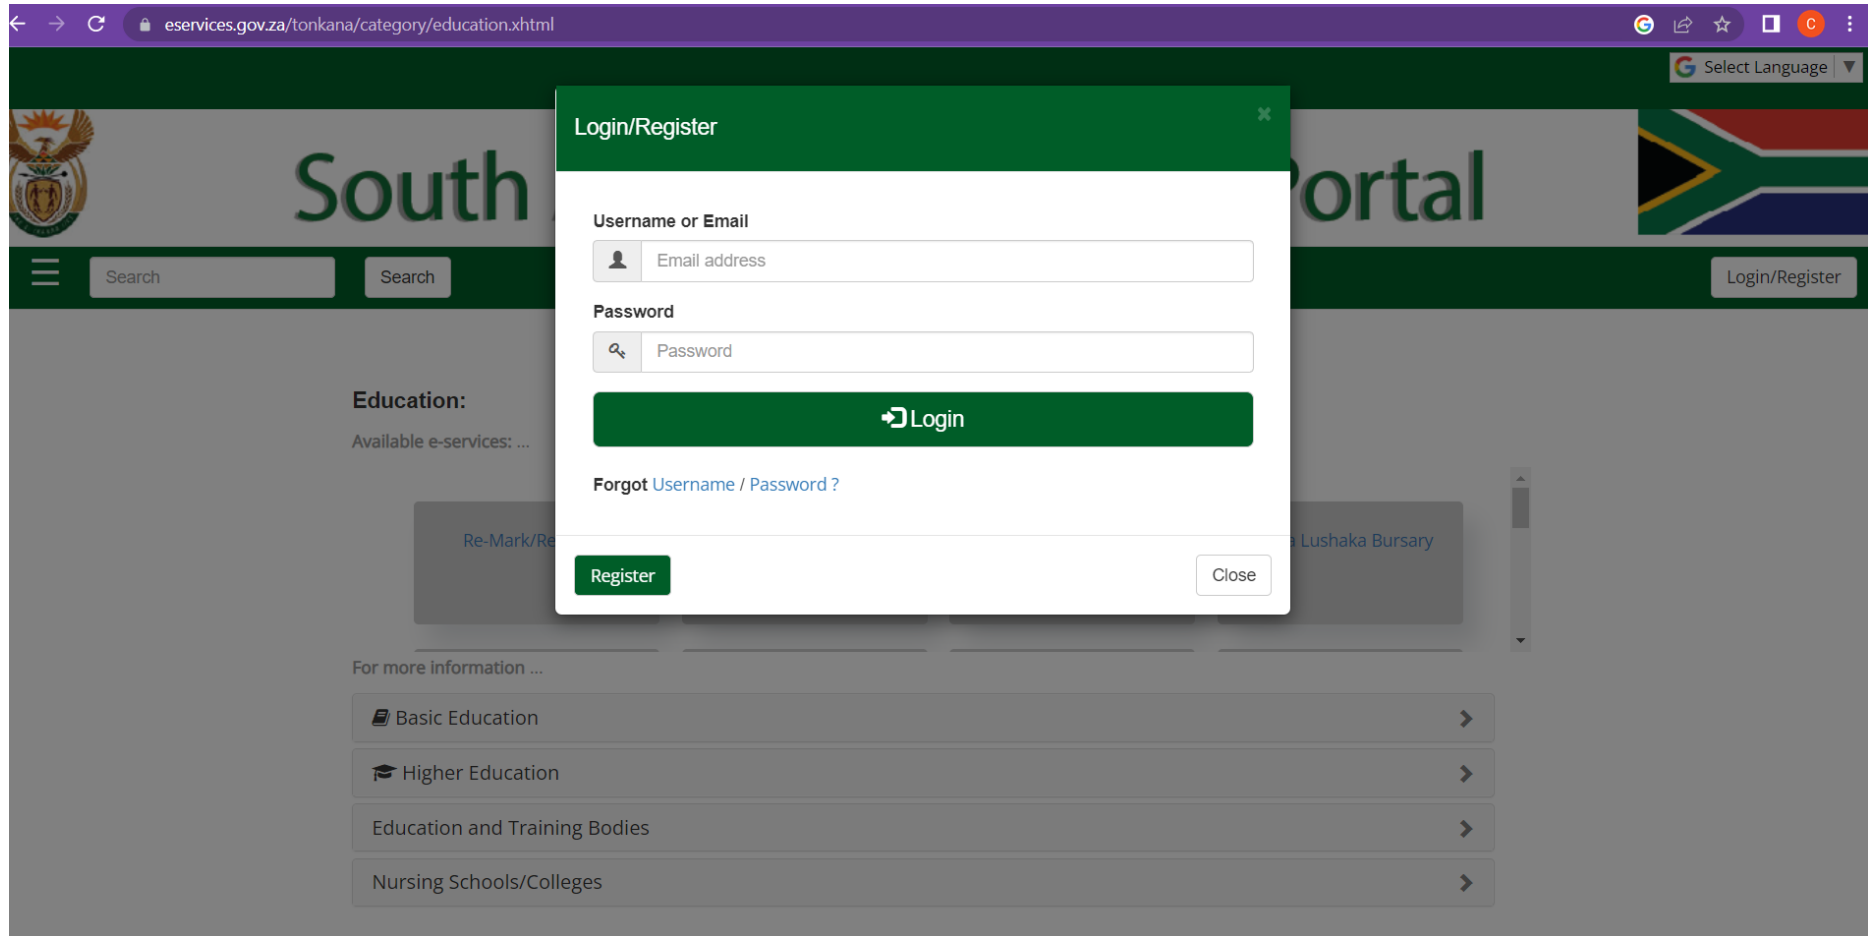 eservices.gov.za/tonkana/category/education.xhtml
C
Select Language
Login/Register
South
ortal
Username or Email
Email address
Search
Search
Login/Register
Password
Password
Education:
Login
Available e-services: ...
Forgot Username / Password ?
Re-Mark/Re
Lushaka Bursary
Register
Close
For more information ...
Basic Education
Higher Education
Education and Training Bodies
Nursing Schools/Colleges